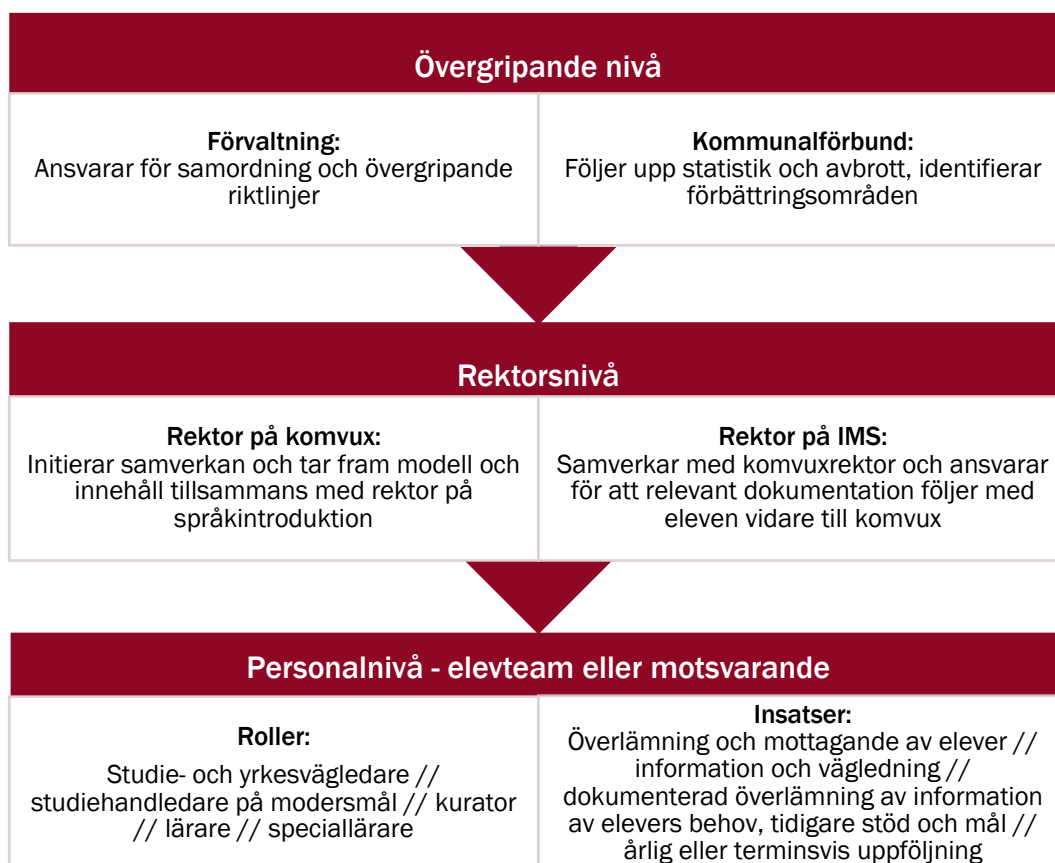 Övergripande nivå
Förvaltning:
Ansvarar för samordning och övergripande
riktlinjer
Kommunalförbund:
Följer upp statistik och avbrott, identifierar
förbättringsområden
Rektorsnivå
Rektor på komvux:
Initierar samverkan och tar fram modell och
innehåll tillsammans med rektor på
språkintroduktion
Rektor på IMS:
Samverkar med komvuxrektor och ansvarar
för att relevant dokumentation följer med
eleven vidare till komvux
Personalnivå - elevteam eller motsvarande
Roller:
Studie- och yrkesvägledare //
studiehandledare på modersmål // kurator
// lärare // speciallärare
Insatser:
Överlämning och mottagande av elever //
information och vägledning //
dokumenterad överlämning av information
av elevers behov, tidigare stöd och mål //
årlig eller terminsvis uppföljning